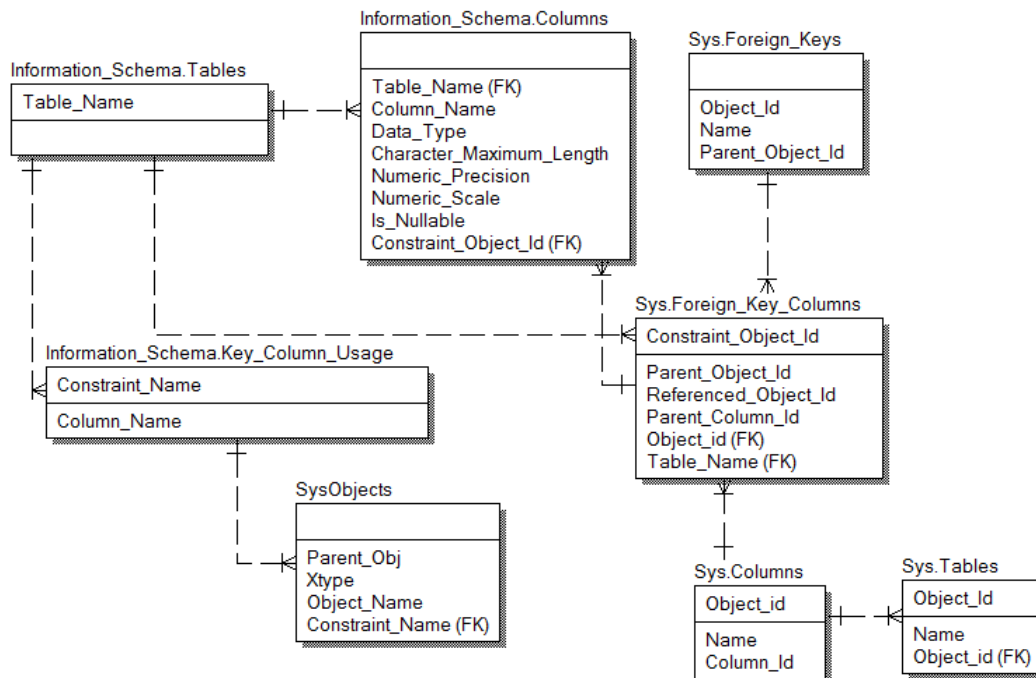 Information_Schema.Columns
Table_Name (FK)
Column_Name
Data_Type
Character_Maximum_Length
Numeric_Precision
Numeric_Scale
Is_Nullable
Constraint_Object_Id (FK)
Sys.Foreign_Keys
Object_Id
Name
Parent_Object_Id
Information_Schema.Tables
Table_Name
Sys.Foreign_Key_Columns
Constraint_Object_Id
Parent_Object_Id
Referenced_Object_Id
Parent_Column_Id
Object_id (FK)
Table_Name (FK)
Information_Schema.Key_Column_Usage
Constraint_Name
Column_Name
SysObjects
Parent_Obj
Xtype
Object_Name
Constraint_Name (FK)
Sys.Columns
Object_id
Name
Column_Id
Sys.Tables
Object_Id
Name
Object_id (FK)